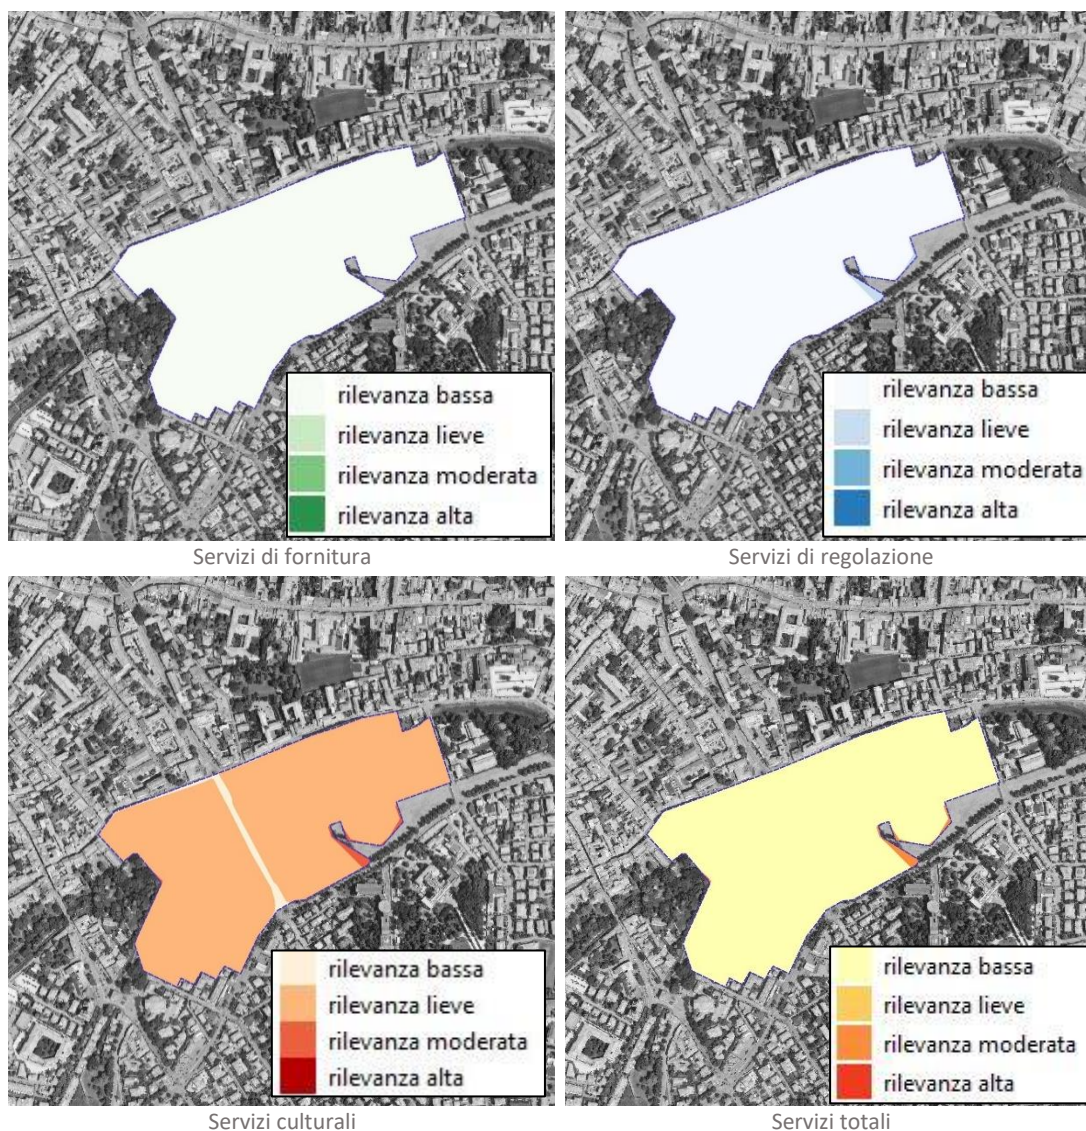 rilevanza bassa
rilevanza lieve
rilevanza moderata
rilevanza alta
Servizi di fornitura
rilevanza bassa
rilevanza lieve
rilevanza moderata
rilevanza alta
Servizi di regolazione
rilevanza bassa
rilevanza lieve
rilevanza moderata
rilevanza alta
Servizi culturali
rilevanza bassa
rilevanza lieve
rilevanza moderata
rilevanza alta
Servizi totali